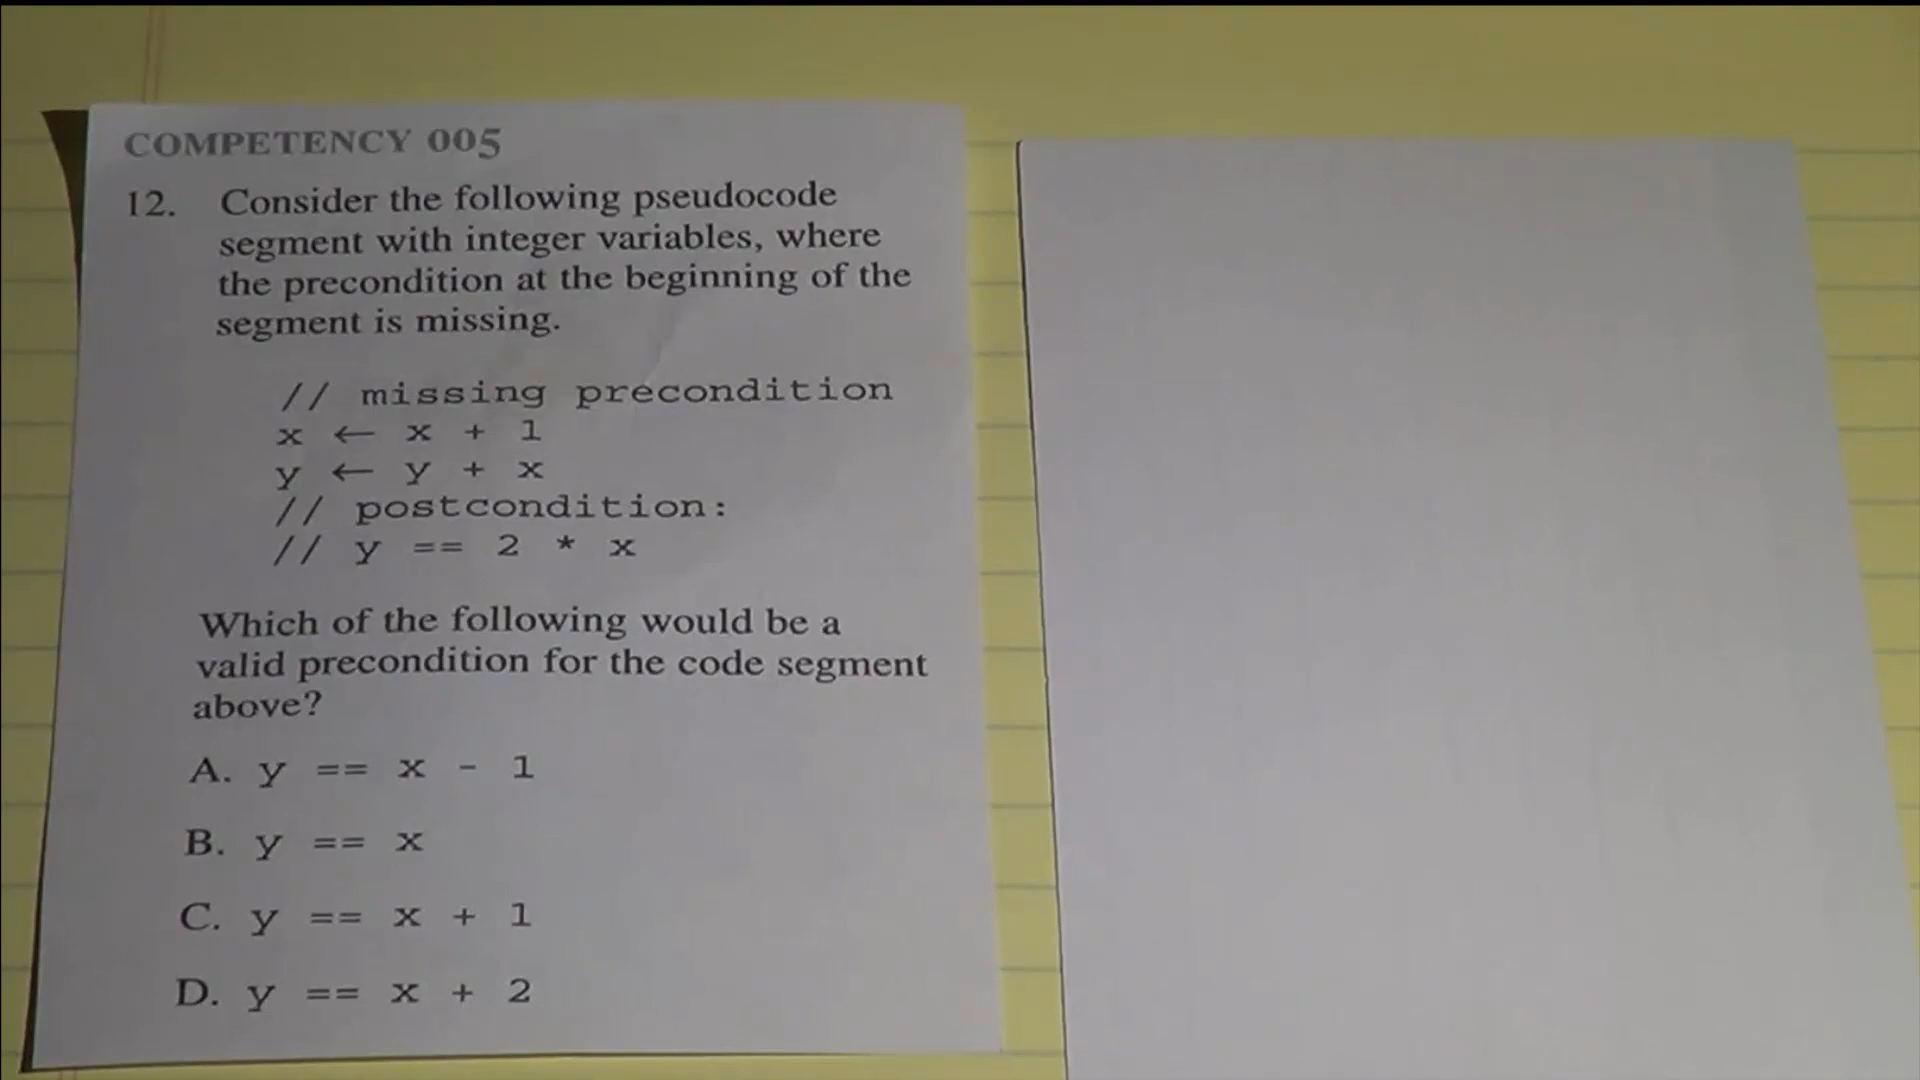 COMPETENCY 005
12. Consider the following pseudocode
segment with integer variables, where
the precondition at the beginning of the
segment is missing.
// missing precondition
x ← x + 1
y ← y + x
// postcondition:
// y == 2 * x
Which of the following would be a
valid precondition for the code segment
above?
A. y == x - 1
B. y == x
C. y == x + 1
D. y == x + 2